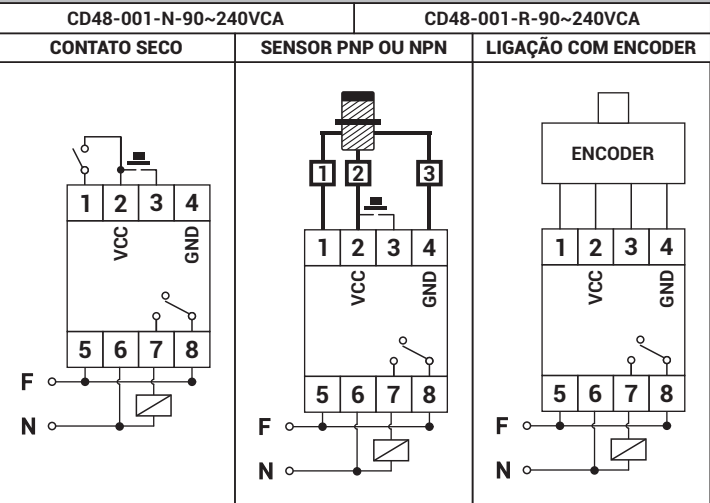 CD48-001-N-90~240VCA
CD48-001-R-90~240VCA
CONTATO SECO
SENSOR PNP OU NPN
LIGAÇÃO COM ENCODER
1 2 3 4
VCC
GND
5 6 7 8
F
N
1 2 3
1 2 3 4
VCC
GND
5 6 7 8
F
N
ENCODER
1 2 3 4
VCC
GND
5 6 7 8
F
N